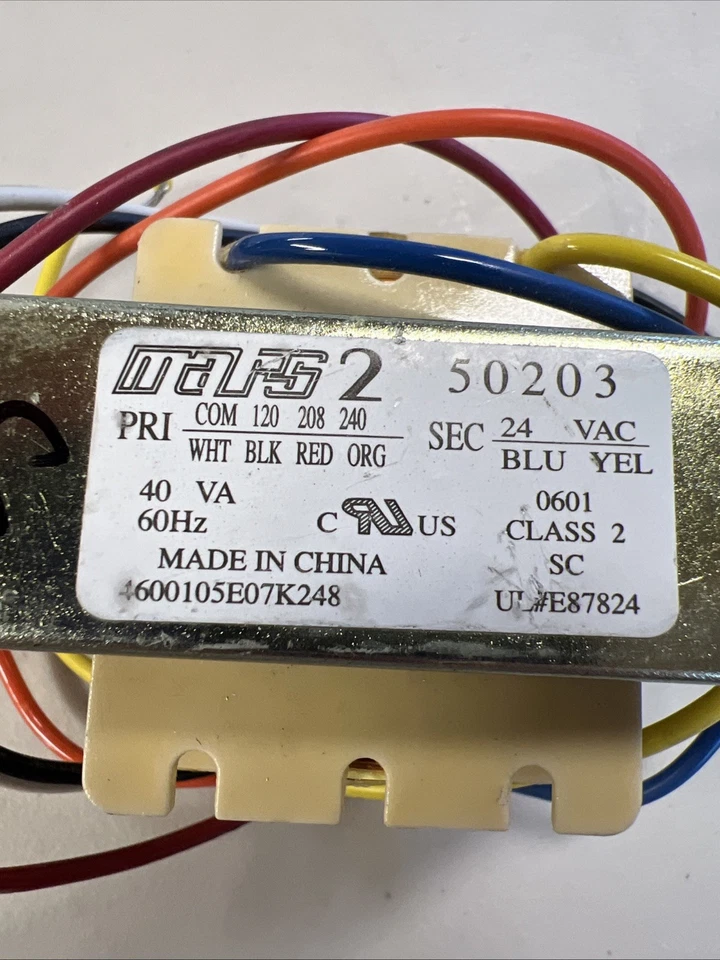 mars 2 50203
PRI COM 120 208 240 SEC 24 VAC
WHT BLK RED ORG BLU YEL
40 VA 0601
60Hz C UR US CLASS 2
MADE IN CHINA SC
4600105E07K248 UL#E87824